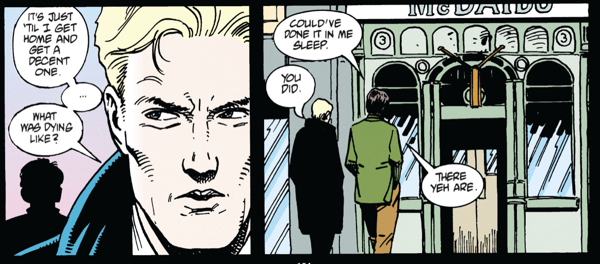 IT'S JUST
'TIL I GET
HOME AND
GET A
DECENT
ONE.
...
WHAT
WAS DYING
LIKE?
McDAIDS
COULD'VE
DONE IT IN ME
SLEEP.
3
3
YOU
DID.
THERE
YEH ARE.